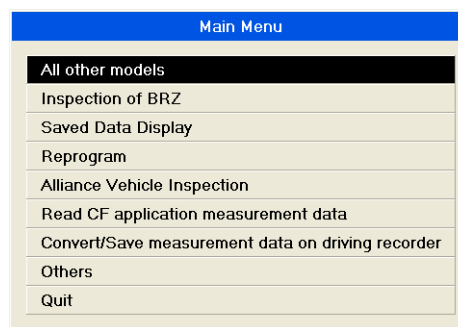 Main Menu
All other models
Inspection of BRZ
Saved Data Display
Reprogram
Alliance Vehicle Inspection
Read CF application measurement data
Convert/Save measurement data on driving recorder
Others
Quit